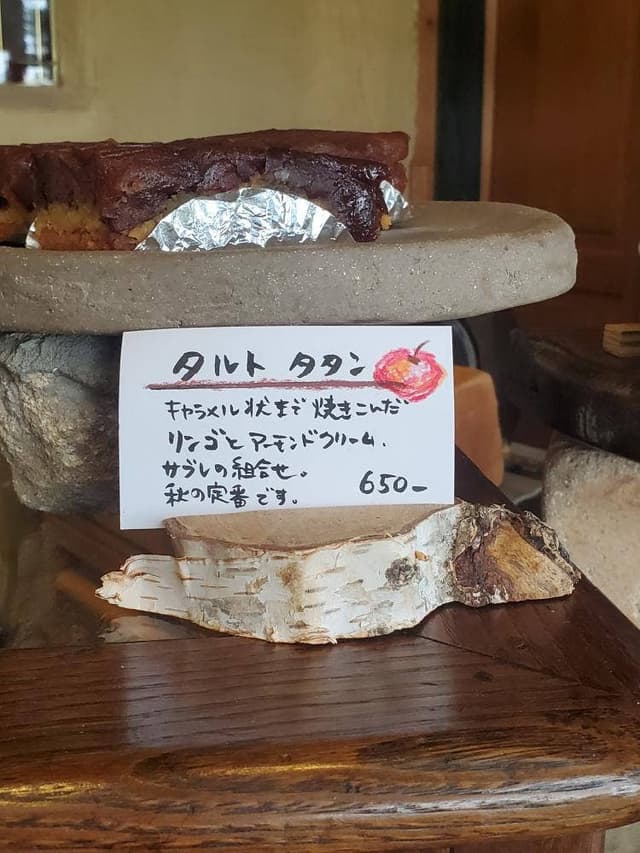 タルト タタン
キャラメル状まで焼きこんだ
リンゴとアーモンドクリーム、
サブレの組合せ。
秋の定番です。 650-